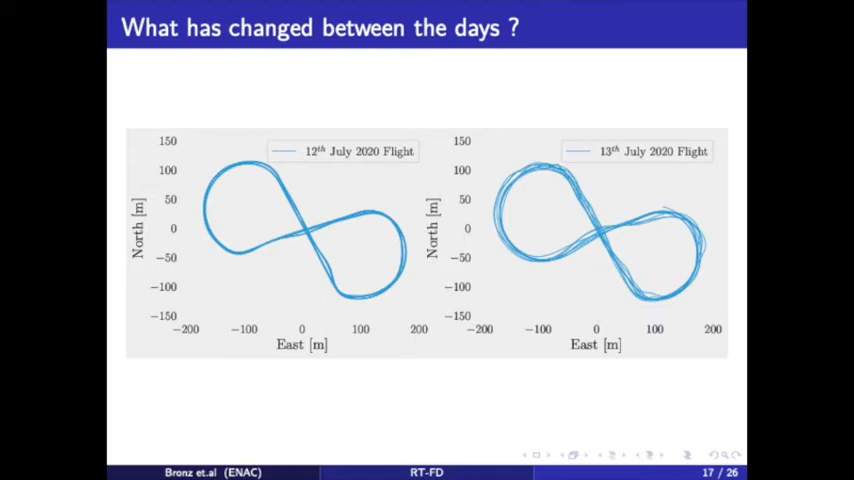 What has changed between the days ?
150
100
50
0
−50
−100
−150
North [m]
−200 −100 0 100 200
East [m]
12th July 2020 Flight
150
100
50
0
−50
−100
−150
North [m]
−200 −100 0 100 200
East [m]
13th July 2020 Flight
Bronz et.al (ENAC) RT-FD 17 / 26